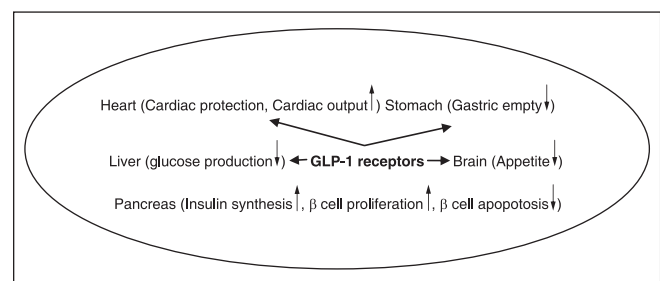 Heart (Cardiac protection, Cardiac output↑) Stomach (Gastric empty↓)
Liver (glucose production↓) GLP-1 receptors Brain (Appetite↓)
Pancreas (Insulin synthesis↑, β cell proliferation↑, β cell apopotosis↓)